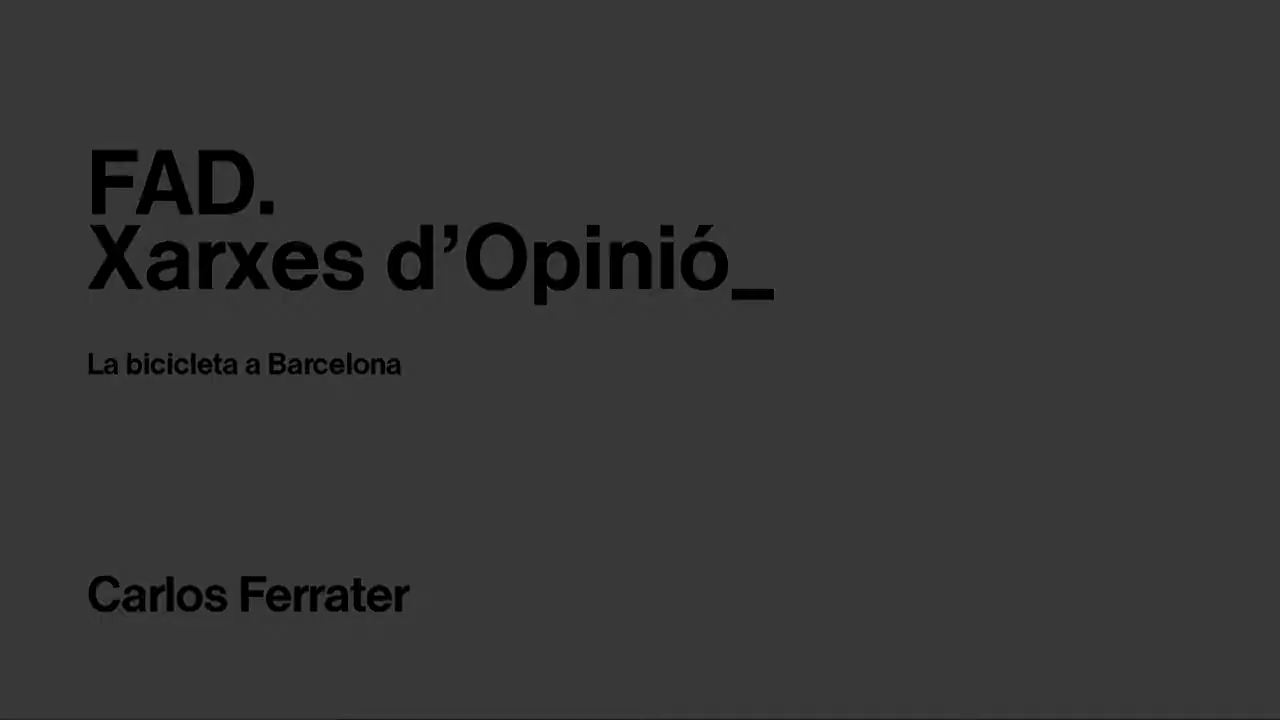 FAD.
Xarxes d’Opinió_
La bicicleta a Barcelona
Carlos Ferrater